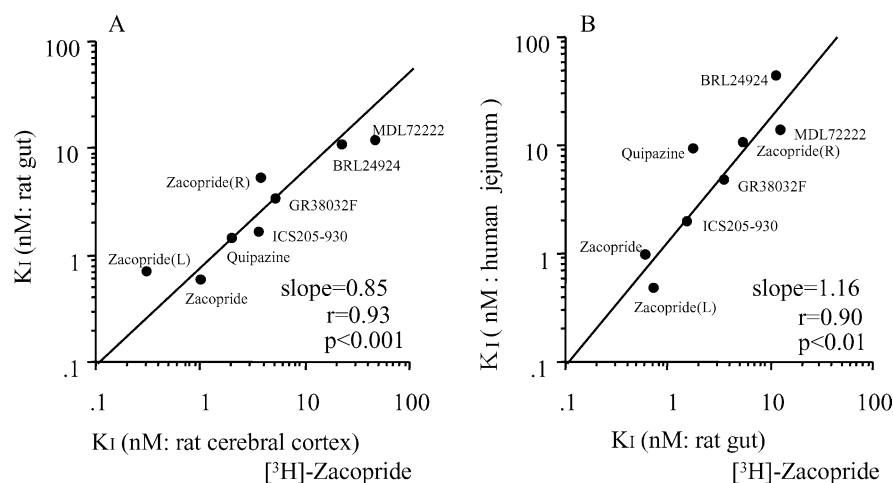 A
100
10
1
.1
KI (nM: rat gut)
MDL72222
BRL24924
Zacopride(R)
GR38032F
ICS205-930
Quipazine
Zacopride(L)
Zacopride
slope=0.85
r=0.93
p<0.001
.1 1 10 100
KI (nM: rat cerebral cortex)
[³H]-Zacopride
B
100
10
1
.1
KI ( nM : human jejunum )
BRL24924
MDL72222
Zacopride(R)
Quipazine
GR38032F
ICS205-930
Zacopride
Zacopride(L)
slope=1.16
r=0.90
p<0.01
.1 1 10 100
KI (nM: rat gut)
[³H]-Zacopride